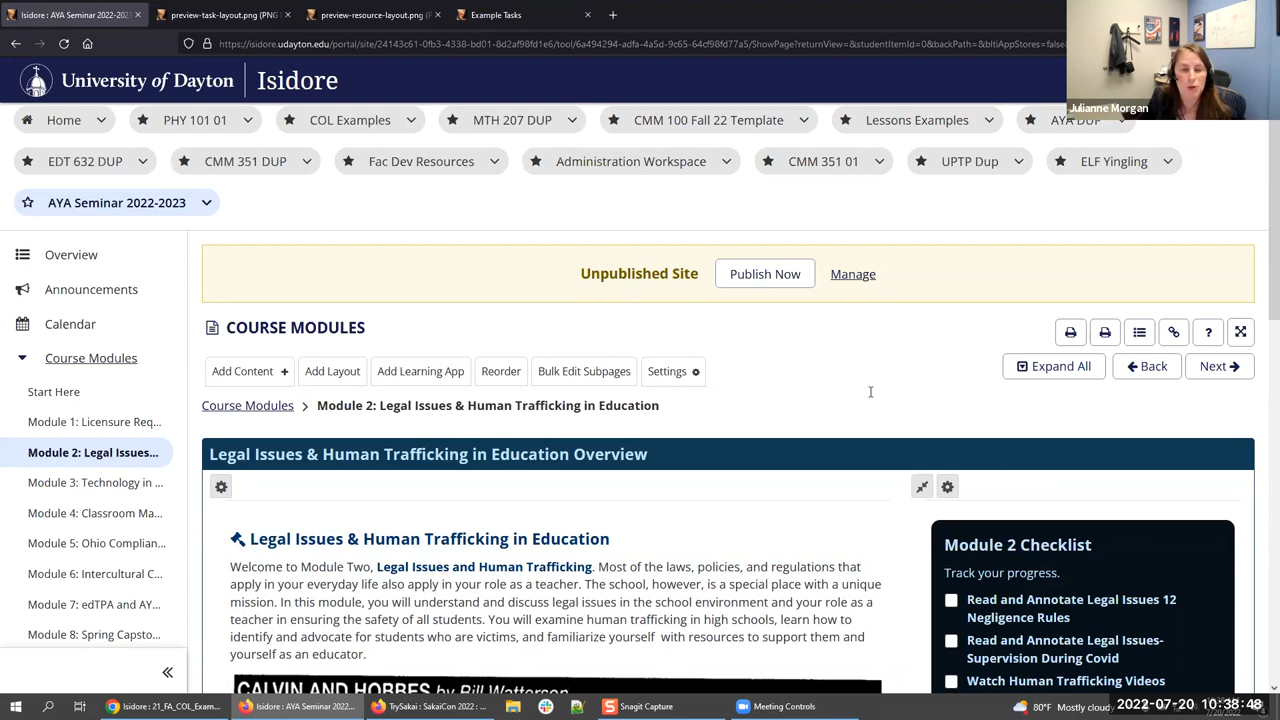 Isidore : AYA Seminar 2022-2023
preview-task-layout.png (PNG
preview-resource-layout.png (PN
Example Tasks
https://isidore.udayton.edu/portal/site/24143c61-0fb3-4338-bd01-8d2af98fd1e6/tool/6a494294-adfa-4a5d-9c65-64cf98fd77a5/ShowPage?returnView=&studentItemId=0&backPath=&bltiAppStores=false
University of Dayton
Isidore
Julianne Morgan
Home
PHY 101 01
COL Examples
MTH 207 DUP
CMM 100 Fall 22 Template
Lessons Examples
AYA DUP
EDT 632 DUP
CMM 351 DUP
Fac Dev Resources
Administration Workspace
CMM 351 01
UPTP Dup
ELF Yingling
AYA Seminar 2022-2023
Overview
Announcements
Calendar
Course Modules
Start Here
Module 1: Licensure Req...
Module 2: Legal Issues...
Module 3: Technology in ...
Module 4: Classroom Ma...
Module 5: Ohio Complian...
Module 6: Intercultural C...
Module 7: edTPA and AY...
Module 8: Spring Capsto...
Unpublished Site
Publish Now
Manage
COURSE MODULES
Add Content +
Add Layout
Add Learning App
Reorder
Bulk Edit Subpages
Settings
?
Expand All
Back
Next
Course Modules > Module 2: Legal Issues & Human Trafficking in Education
Legal Issues & Human Trafficking in Education Overview
Legal Issues & Human Trafficking in Education
Welcome to Module Two, Legal Issues and Human Trafficking. Most of the laws, policies, and regulations that
apply in your everyday life also apply in your role as a teacher. The school, however, is a special place with a unique
mission. In this module, you will understand and discuss legal issues in the school environment and your role as a
teacher in ensuring the safety of all students. You will examine human trafficking in high schools, learn how to
identify and advocate for students who are victims, and familiarize yourself with resources to support them and
yourself as an educator.
CALVIN AND HOBBES by Bill Watterson
Module 2 Checklist
Track your progress.
Read and Annotate Legal Issues 12
Negligence Rules
Read and Annotate Legal Issues-
Supervision During Covid
Watch Human Trafficking Videos
Isidore : 21_FA_COL_Exam...
Isidore : AYA Seminar 202...
TrySakai : SakaiCon 2022 : ...
Snagit Capture
Meeting Controls
80°F Mostly cloudy
2022-07-20 10:38:48